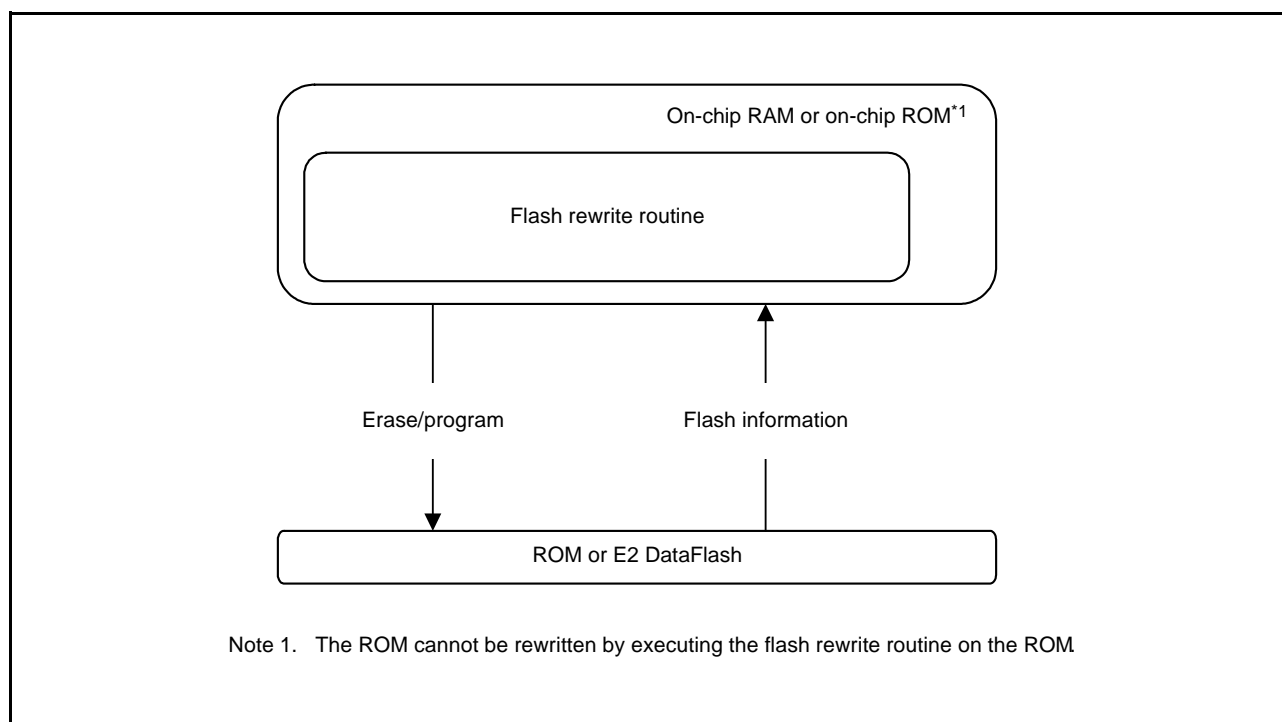 On-chip RAM or on-chip ROM*1
Flash rewrite routine
Erase/program
Flash information
ROM or E2 DataFlash
Note 1. The ROM cannot be rewritten by executing the flash rewrite routine on the ROM.